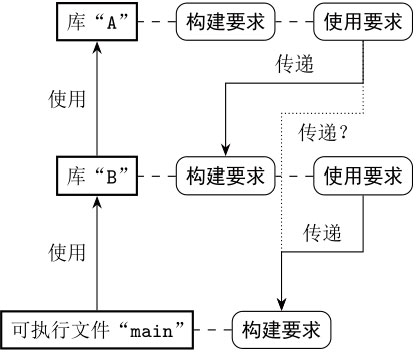 库“A”
构建要求
使用要求
传递
使用
传递？
库“B”
构建要求
使用要求
传递
使用
可执行文件“main”
构建要求